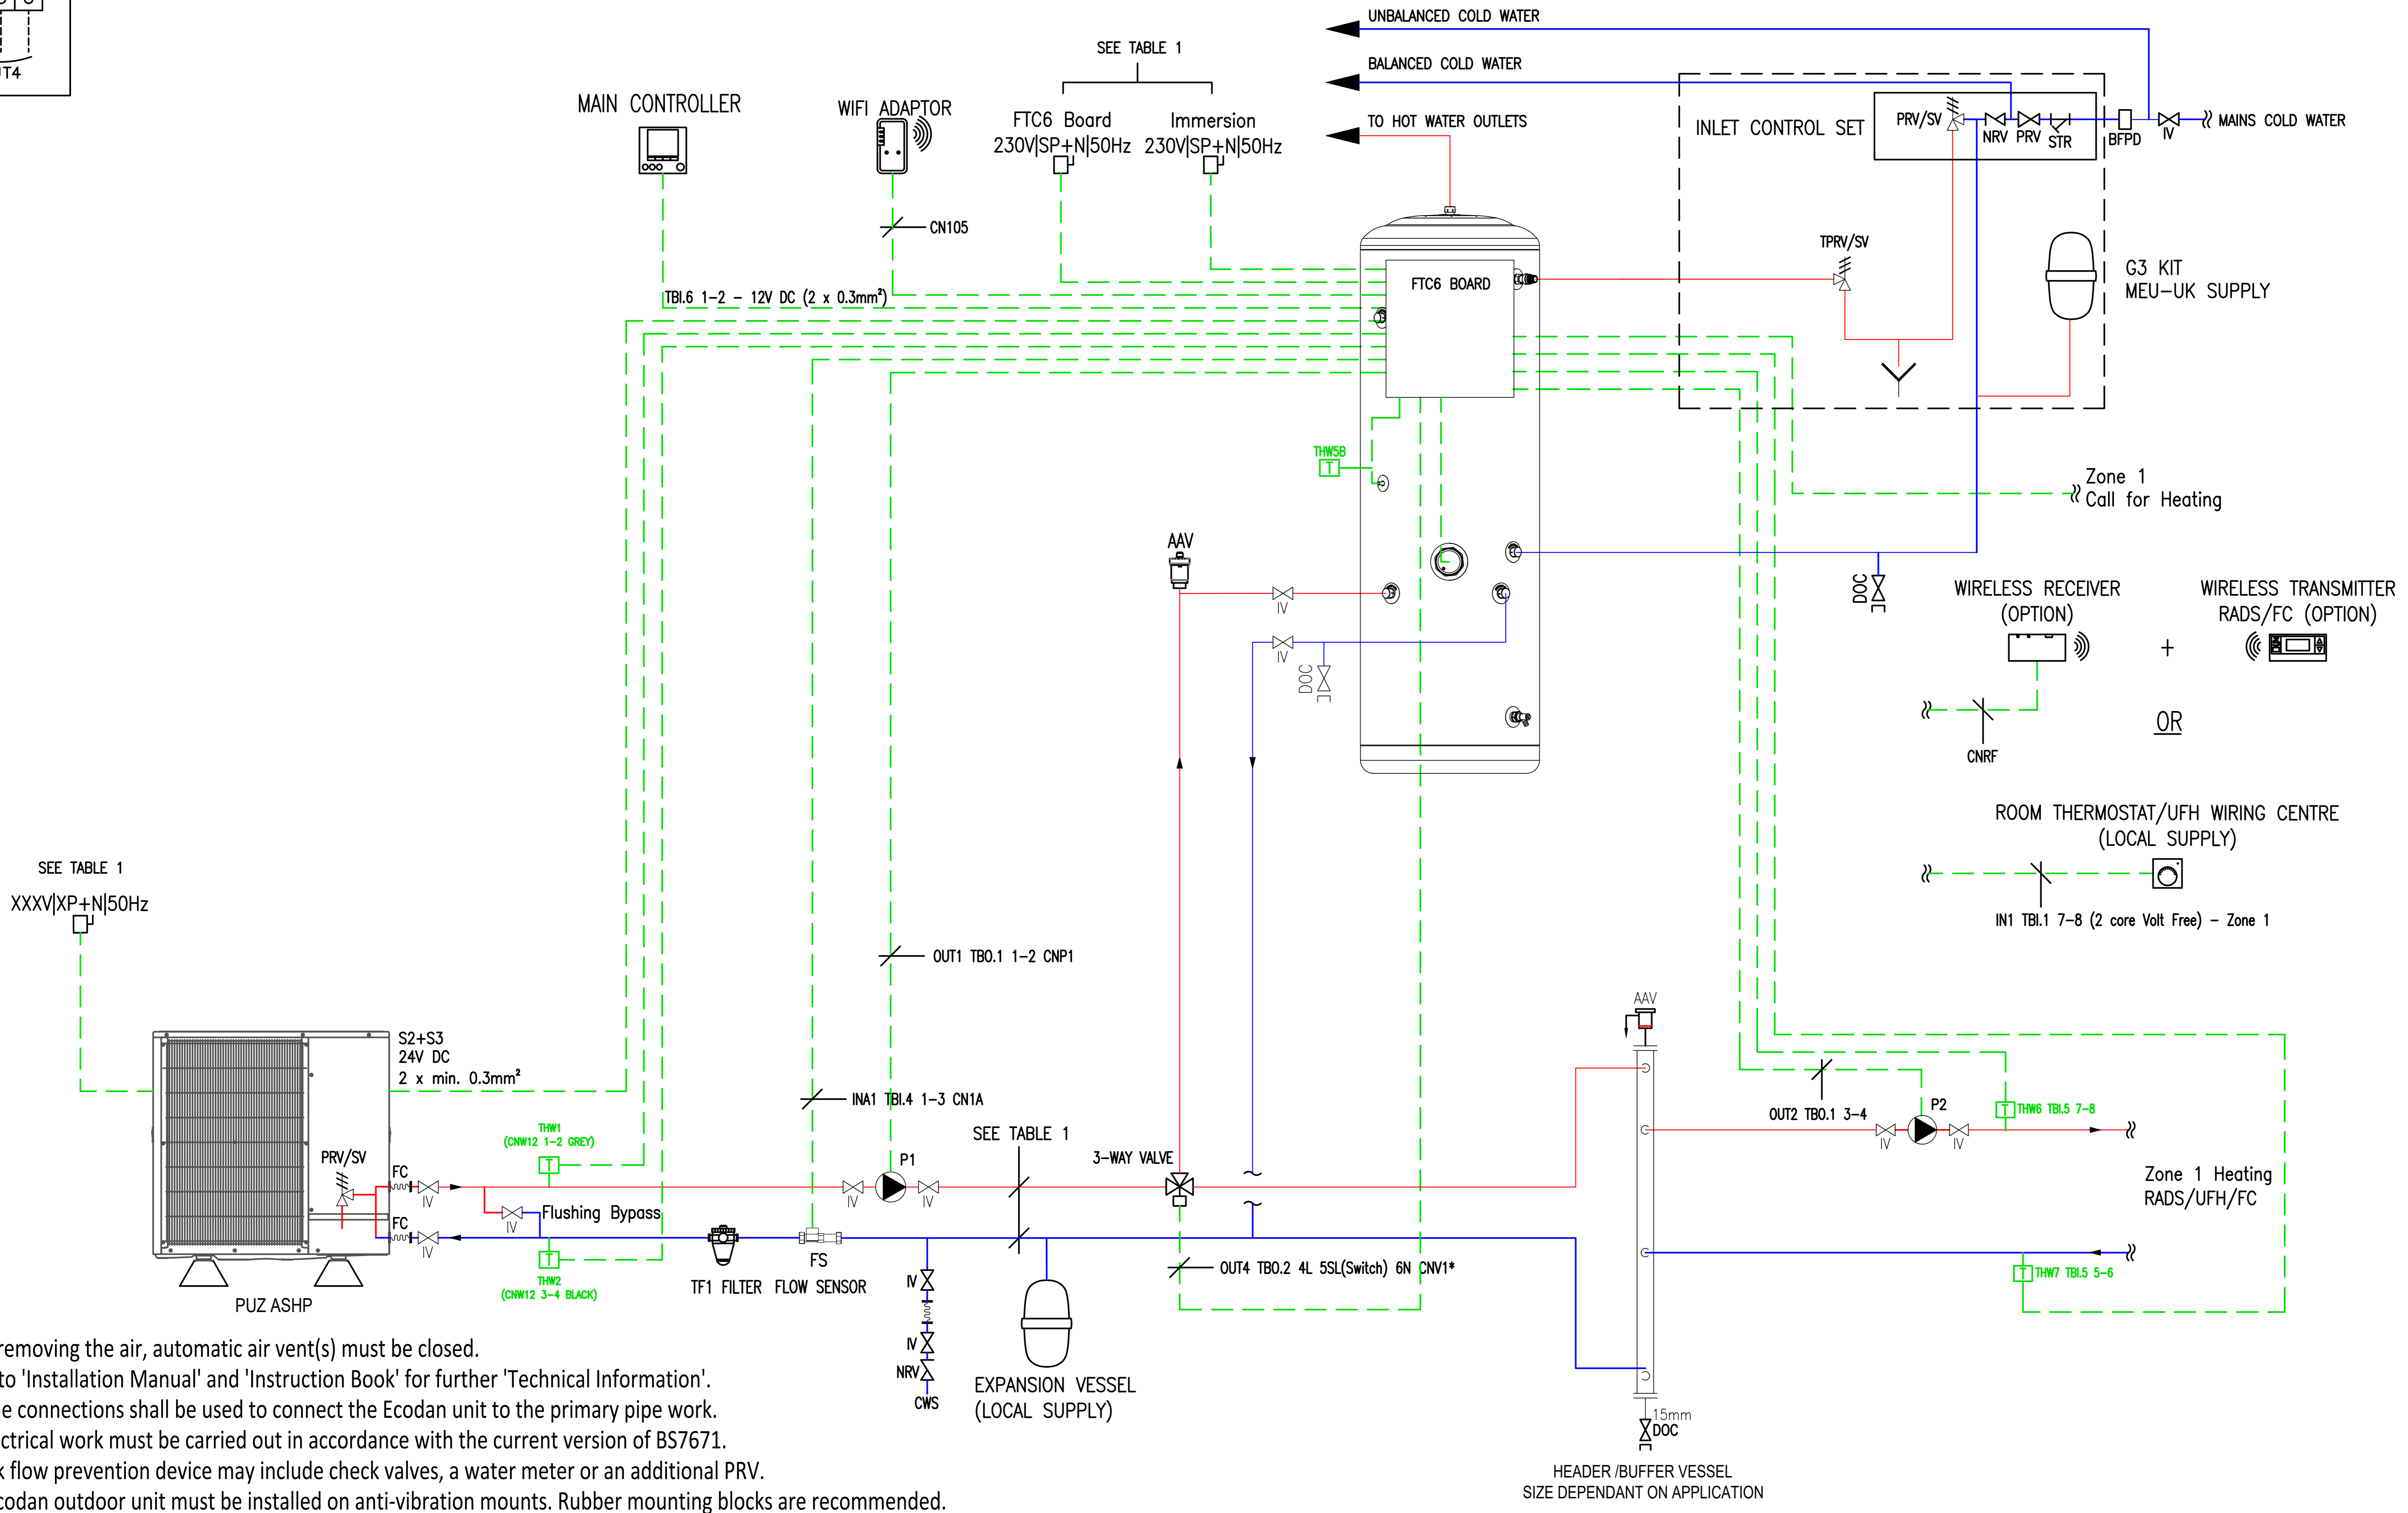 UNBALANCED COLD WATER
SEE TABLE 1
BALANCED COLD WATER
MAIN CONTROLLER
WIFI ADAPTOR
FTC6 Board
230V|SP+N|50Hz
Immersion
230V|SP+N|50Hz
TO HOT WATER OUTLETS
INLET CONTROL SET
PRV/SV
NRV
PRV
STR
BFPD
IV
MAINS COLD WATER
CN105
TPRV/SV
G3 KIT
MEU-UK SUPPLY
FTC6 BOARD
TBI.6 1-2 - 12V DC (2 x 0.3mm²)
THW5B
T
Zone 1
Call for Heating
AAV
IV
IV
DOC
DOC
WIRELESS RECEIVER
(OPTION)
WIRELESS TRANSMITTER
RADS/FC (OPTION)
+
CNRF
OR
ROOM THERMOSTAT/UFH WIRING CENTRE
(LOCAL SUPPLY)
IN1 TBI.1 7-8 (2 core Volt Free) - Zone 1
SEE TABLE 1
XXXV|XP+N|50Hz
OUT1 TBO.1 1-2 CNP1
AAV
S2+S3
24V DC
2 x min. 0.3mm²
INA1 TBI.4 1-3 CN1A
OUT2 TBO.1 3-4
P2
IV
IV
T
THW6 TBI.5 7-8
THW1
(CNW12 1-2 GREY)
T
SEE TABLE 1
3-WAY VALVE
PRV/SV
FC
IV
P1
IV
IV
Zone 1 Heating
RADS/UFH/FC
Flushing Bypass
IV
FC
IV
T
THW2
(CNW12 3-4 BLACK)
TF1 FILTER
FS
FLOW SENSOR
OUT4 TBO.2 4L 5SL(Switch) 6N CNV1*
T
THW7 TBI.5 5-6
PUZ ASHP
IV
IV
NRV
CWS
EXPANSION VESSEL
(LOCAL SUPPLY)
15mm
DOC
HEADER /BUFFER VESSEL
SIZE DEPENDANT ON APPLICATION
removing the air, automatic air vent(s) must be closed.
to 'Installation Manual' and 'Instruction Book' for further 'Technical Information'.
connections shall be used to connect the Ecodan unit to the primary pipe work.
work must be carried out in accordance with the current version of BS7671.
flow prevention device may include check valves, a water meter or an additional PRV.
outdoor unit must be installed on anti-vibration mounts. Rubber mounting blocks are recommended.